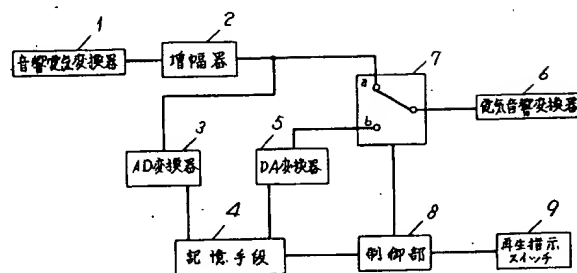 1
音響電気変換器
2
増幅器
3
AD変換器
4
記憶手段
5
DA変換器
7
a
b
6
電気音響変換器
8
制御部
9
再生指示
スイッチ